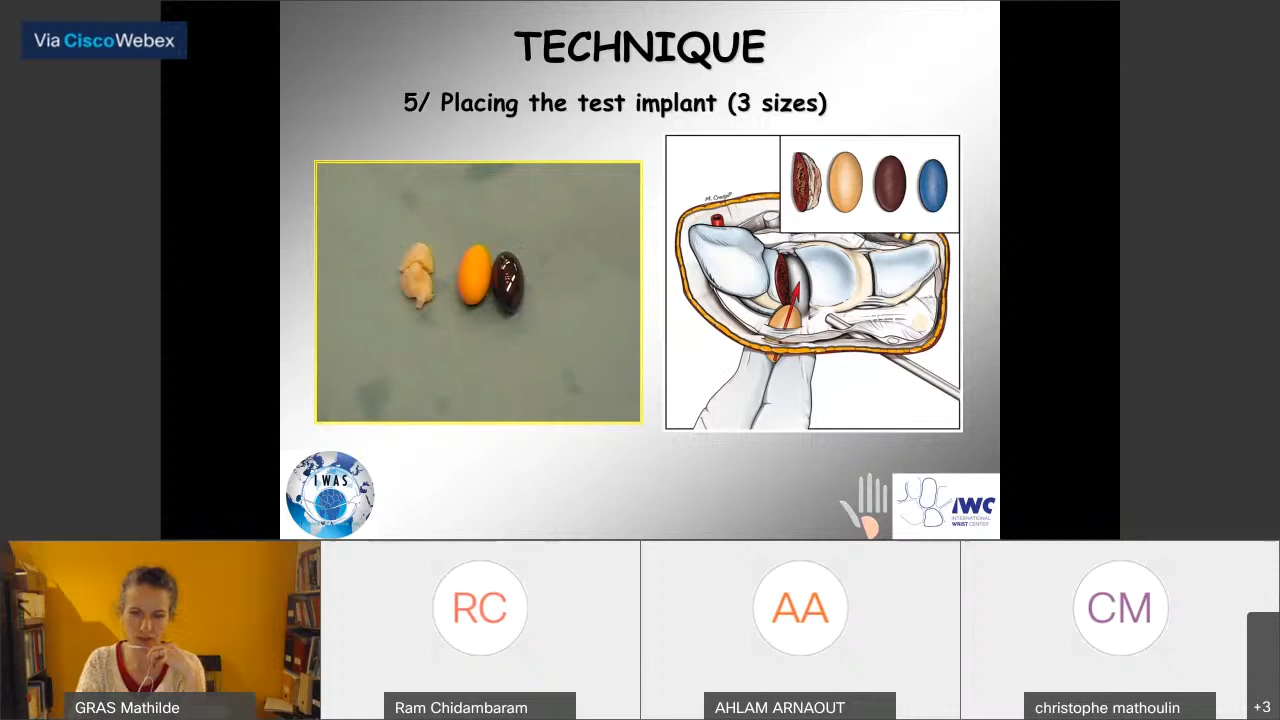 Via Cisco Webex
TECHNIQUE
5/ Placing the test implant (3 sizes)
IWAS
IWC
INTERNATIONAL
WRIST CENTER
RC
AA
CM
GRAS Mathilde
Ram Chidambaram
AHLAM ARNAOUT
christophe mathoulin
+3